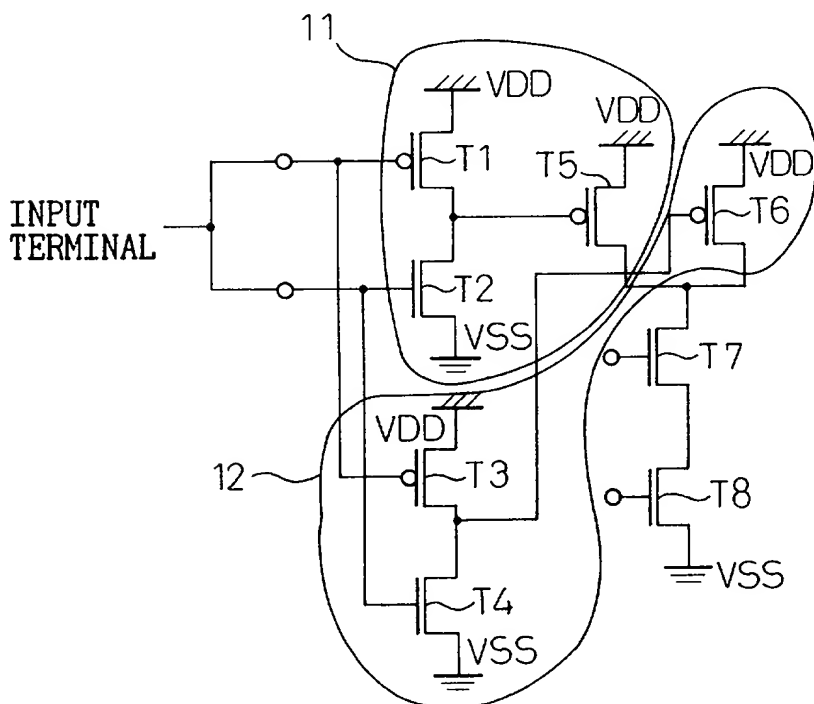 11
VDD
VDD
T1
T5
VDD
T6
INPUT
TERMINAL
T2
VSS
T7
VDD
12
T3
T8
T4
VSS
VSS